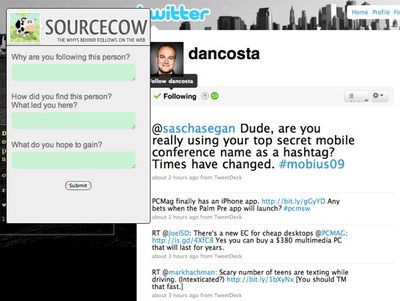 SOURCECOW
THE WHYS BEHIND FOLLOWS ON THE WEB
Why are you following this person?
How did you find this person?
What led you here?
What do you hope to gain?
Submit
twitter
Home Profile Fi
dancosta
Follow dancosta
Following
@saschasegan Dude, are you
really using your top secret mobile
conference name as a hashtag?
Times have changed. #mobius09
about 2 hours ago from TweetDeck
PCMag finally has an iPhone app. http://bit.ly/gGyYD Any
bets when the Palm Pre app will launch? #pcmsw
about 2 hours ago from TweetDeck
RT @JoelSD: There's a new EC for cheap desktops @PCMAG:
http://is.gd/4XfC8 Yes you can buy a $380 multimedia PC
that will last for years.
about 3 hours ago from TweetDeck
RT @markhachman: Scary number of teens are texting while
driving. (Intexticated?) http://bit.ly/1bXyNx [You should TM
that fast.]
about 3 hours ago from TweetDeck